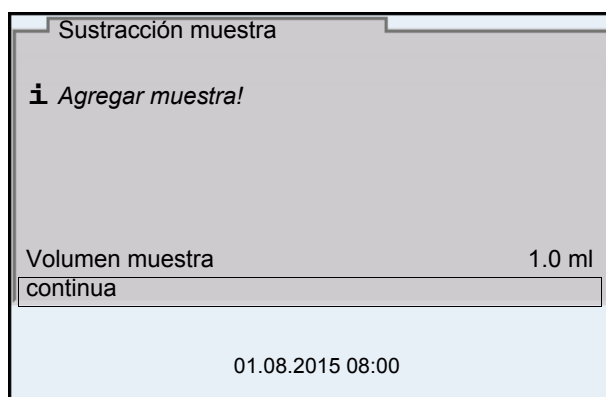 Sustracción muestra
i Agregar muestra!
Volumen muestra 1.0 ml
continua
01.08.2015 08:00